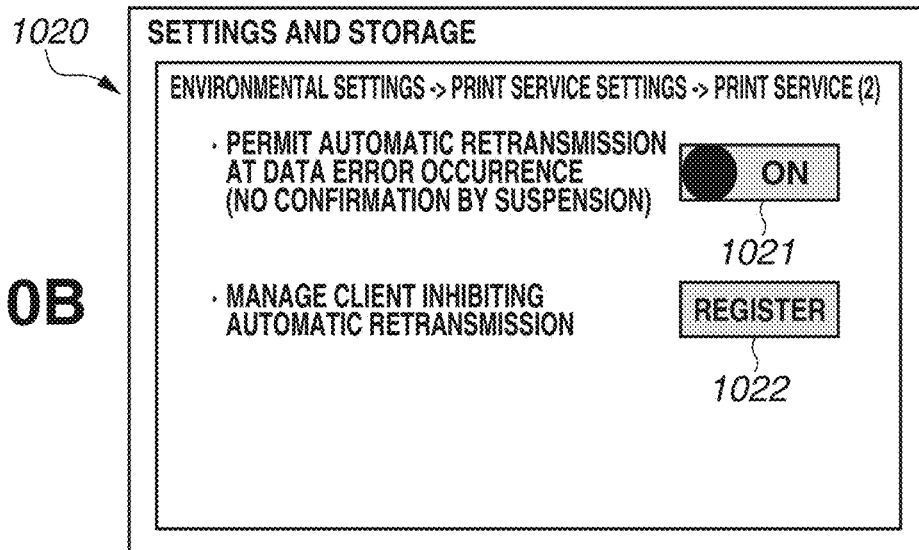 1020
SETTINGS AND STORAGE
ENVIRONMENTAL SETTINGS -> PRINT SERVICE SETTINGS -> PRINT SERVICE (2)
· PERMIT AUTOMATIC RETRANSMISSION
AT DATA ERROR OCCURRENCE
(NO CONFIRMATION BY SUSPENSION)
ON
1021
0B
· MANAGE CLIENT INHIBITING
AUTOMATIC RETRANSMISSION
REGISTER
1022